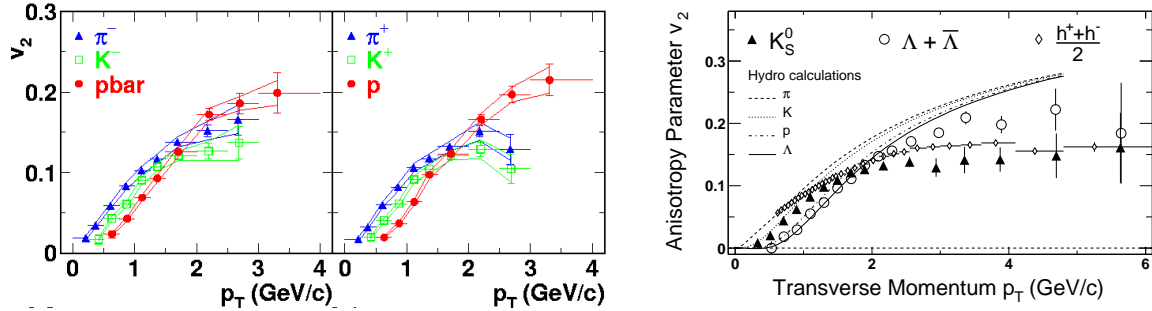 v2
0.3
0.2
0.1
0
π−
K−
pbar
π+
K+
p
0 1 2 3 4
0 1 2 3 4
pT (GeV/c)
pT (GeV/c)
Anisotropy Parameter v2
0.3
0.2
0.1
0
K0S
Λ + Λ̅
h+ + h−
2
Hydro calculations
π
K
p
Λ
0 2 4 6
Transverse Momentum pT (GeV/c)